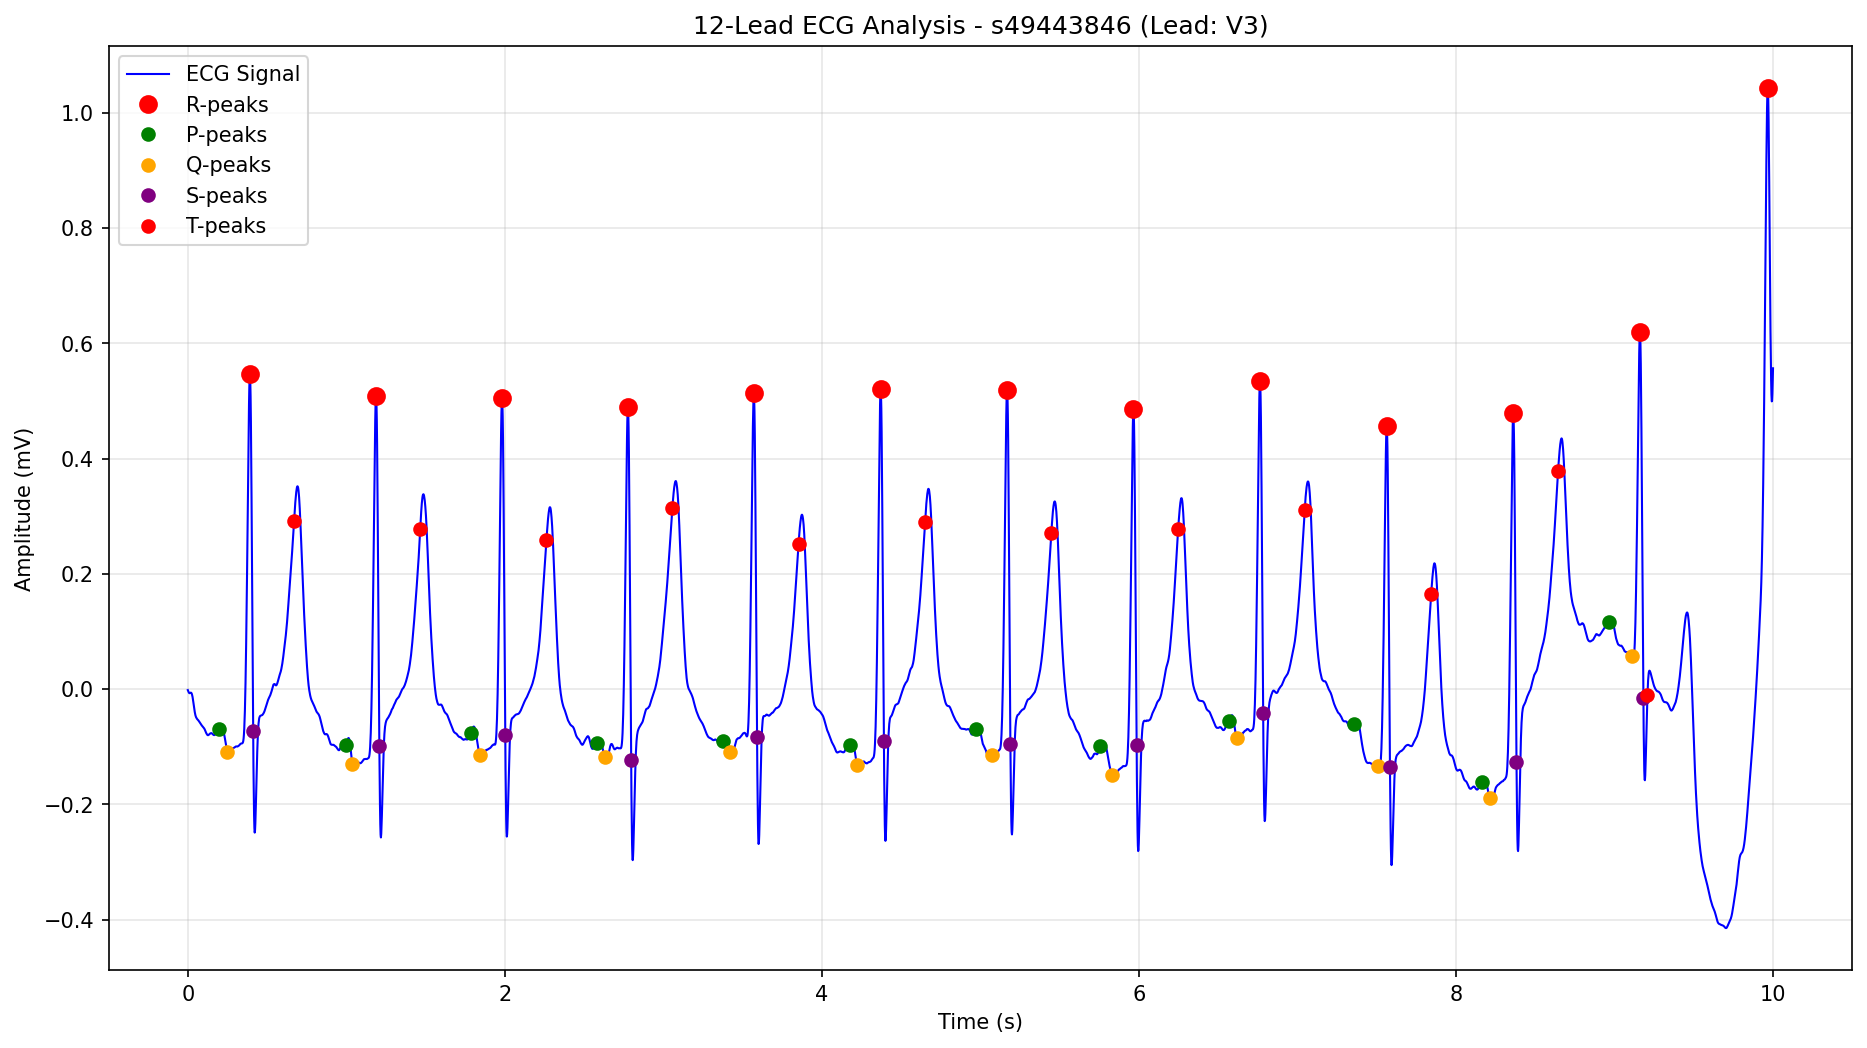 12-Lead ECG Analysis - s49443846 (Lead: V3)
ECG Signal
R-peaks
P-peaks
Q-peaks
S-peaks
T-peaks
Amplitude (mV)
1.0
0.8
0.6
0.4
0.2
0.0
−0.2
−0.4
0 2 4 6 8 10
Time (s)